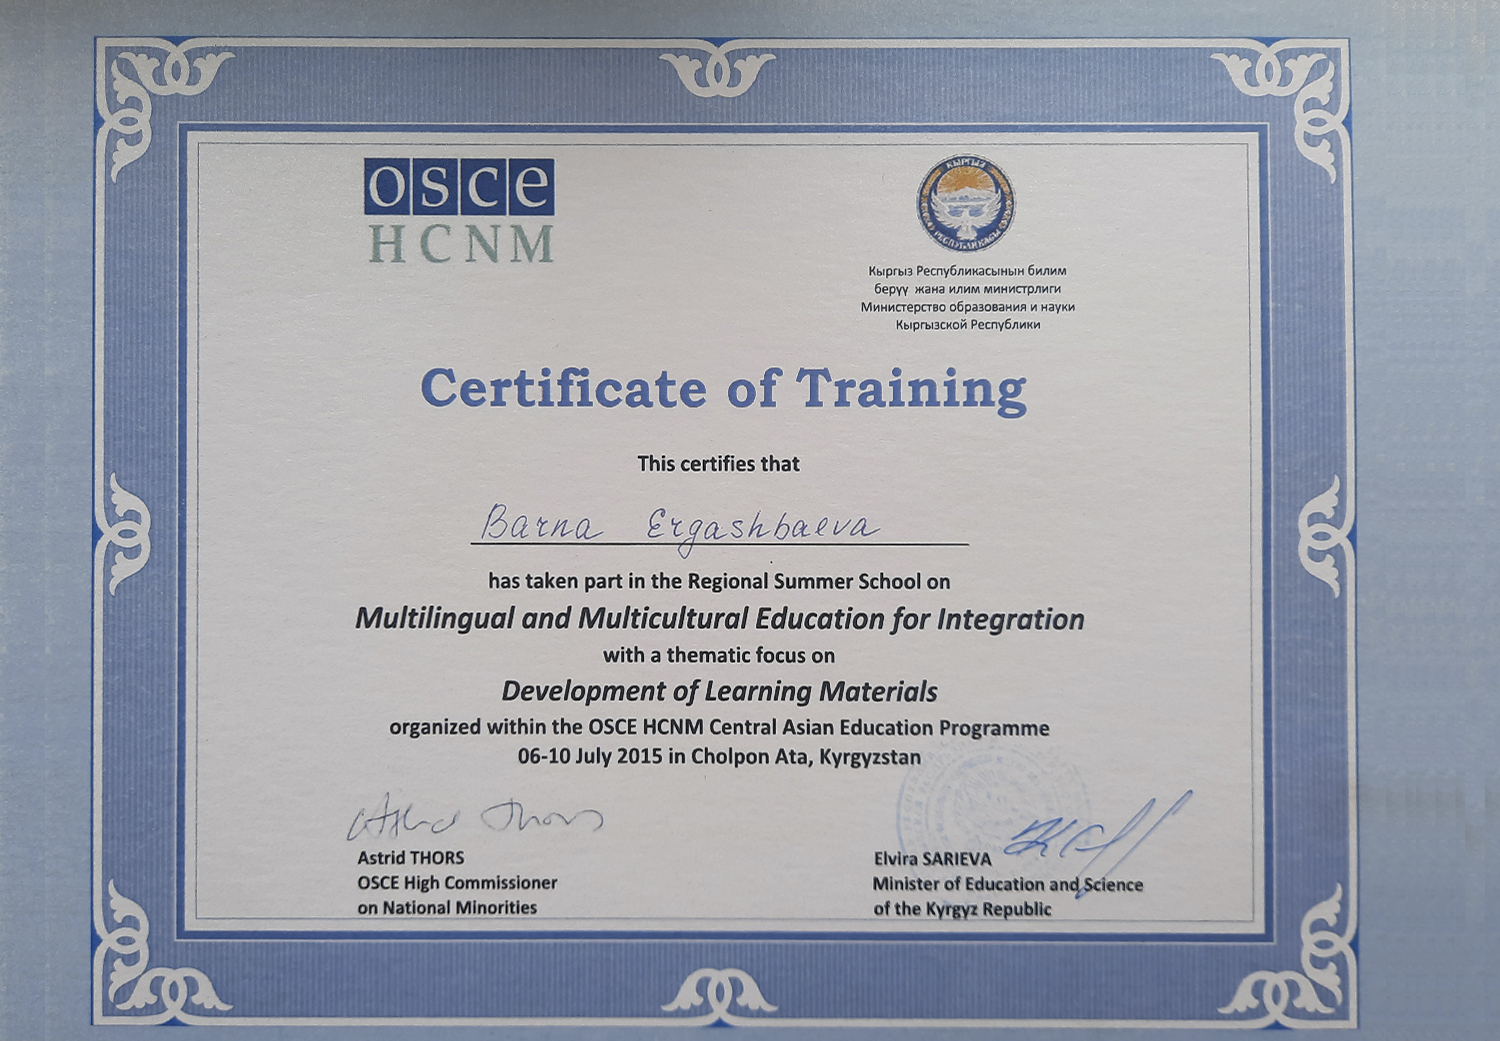 OSCE
HCNM
КЫРГЫЗ
РЕСПУБЛИКАСЫ
Кыргыз Республикасынын билим
берүү жана илим министрлиги
Министерство образования и науки
Кыргызской Республики
Certificate of Training
This certifies that
Barna Ergashbaeva
has taken part in the Regional Summer School on
Multilingual and Multicultural Education for Integration
with a thematic focus on
Development of Learning Materials
organized within the OSCE HCNM Central Asian Education Programme
06-10 July 2015 in Cholpon Ata, Kyrgyzstan
Astrid Thors
Astrid THORS
OSCE High Commissioner
on National Minorities
Elvira SARIEVA
Minister of Education and Science
of the Kyrgyz Republic